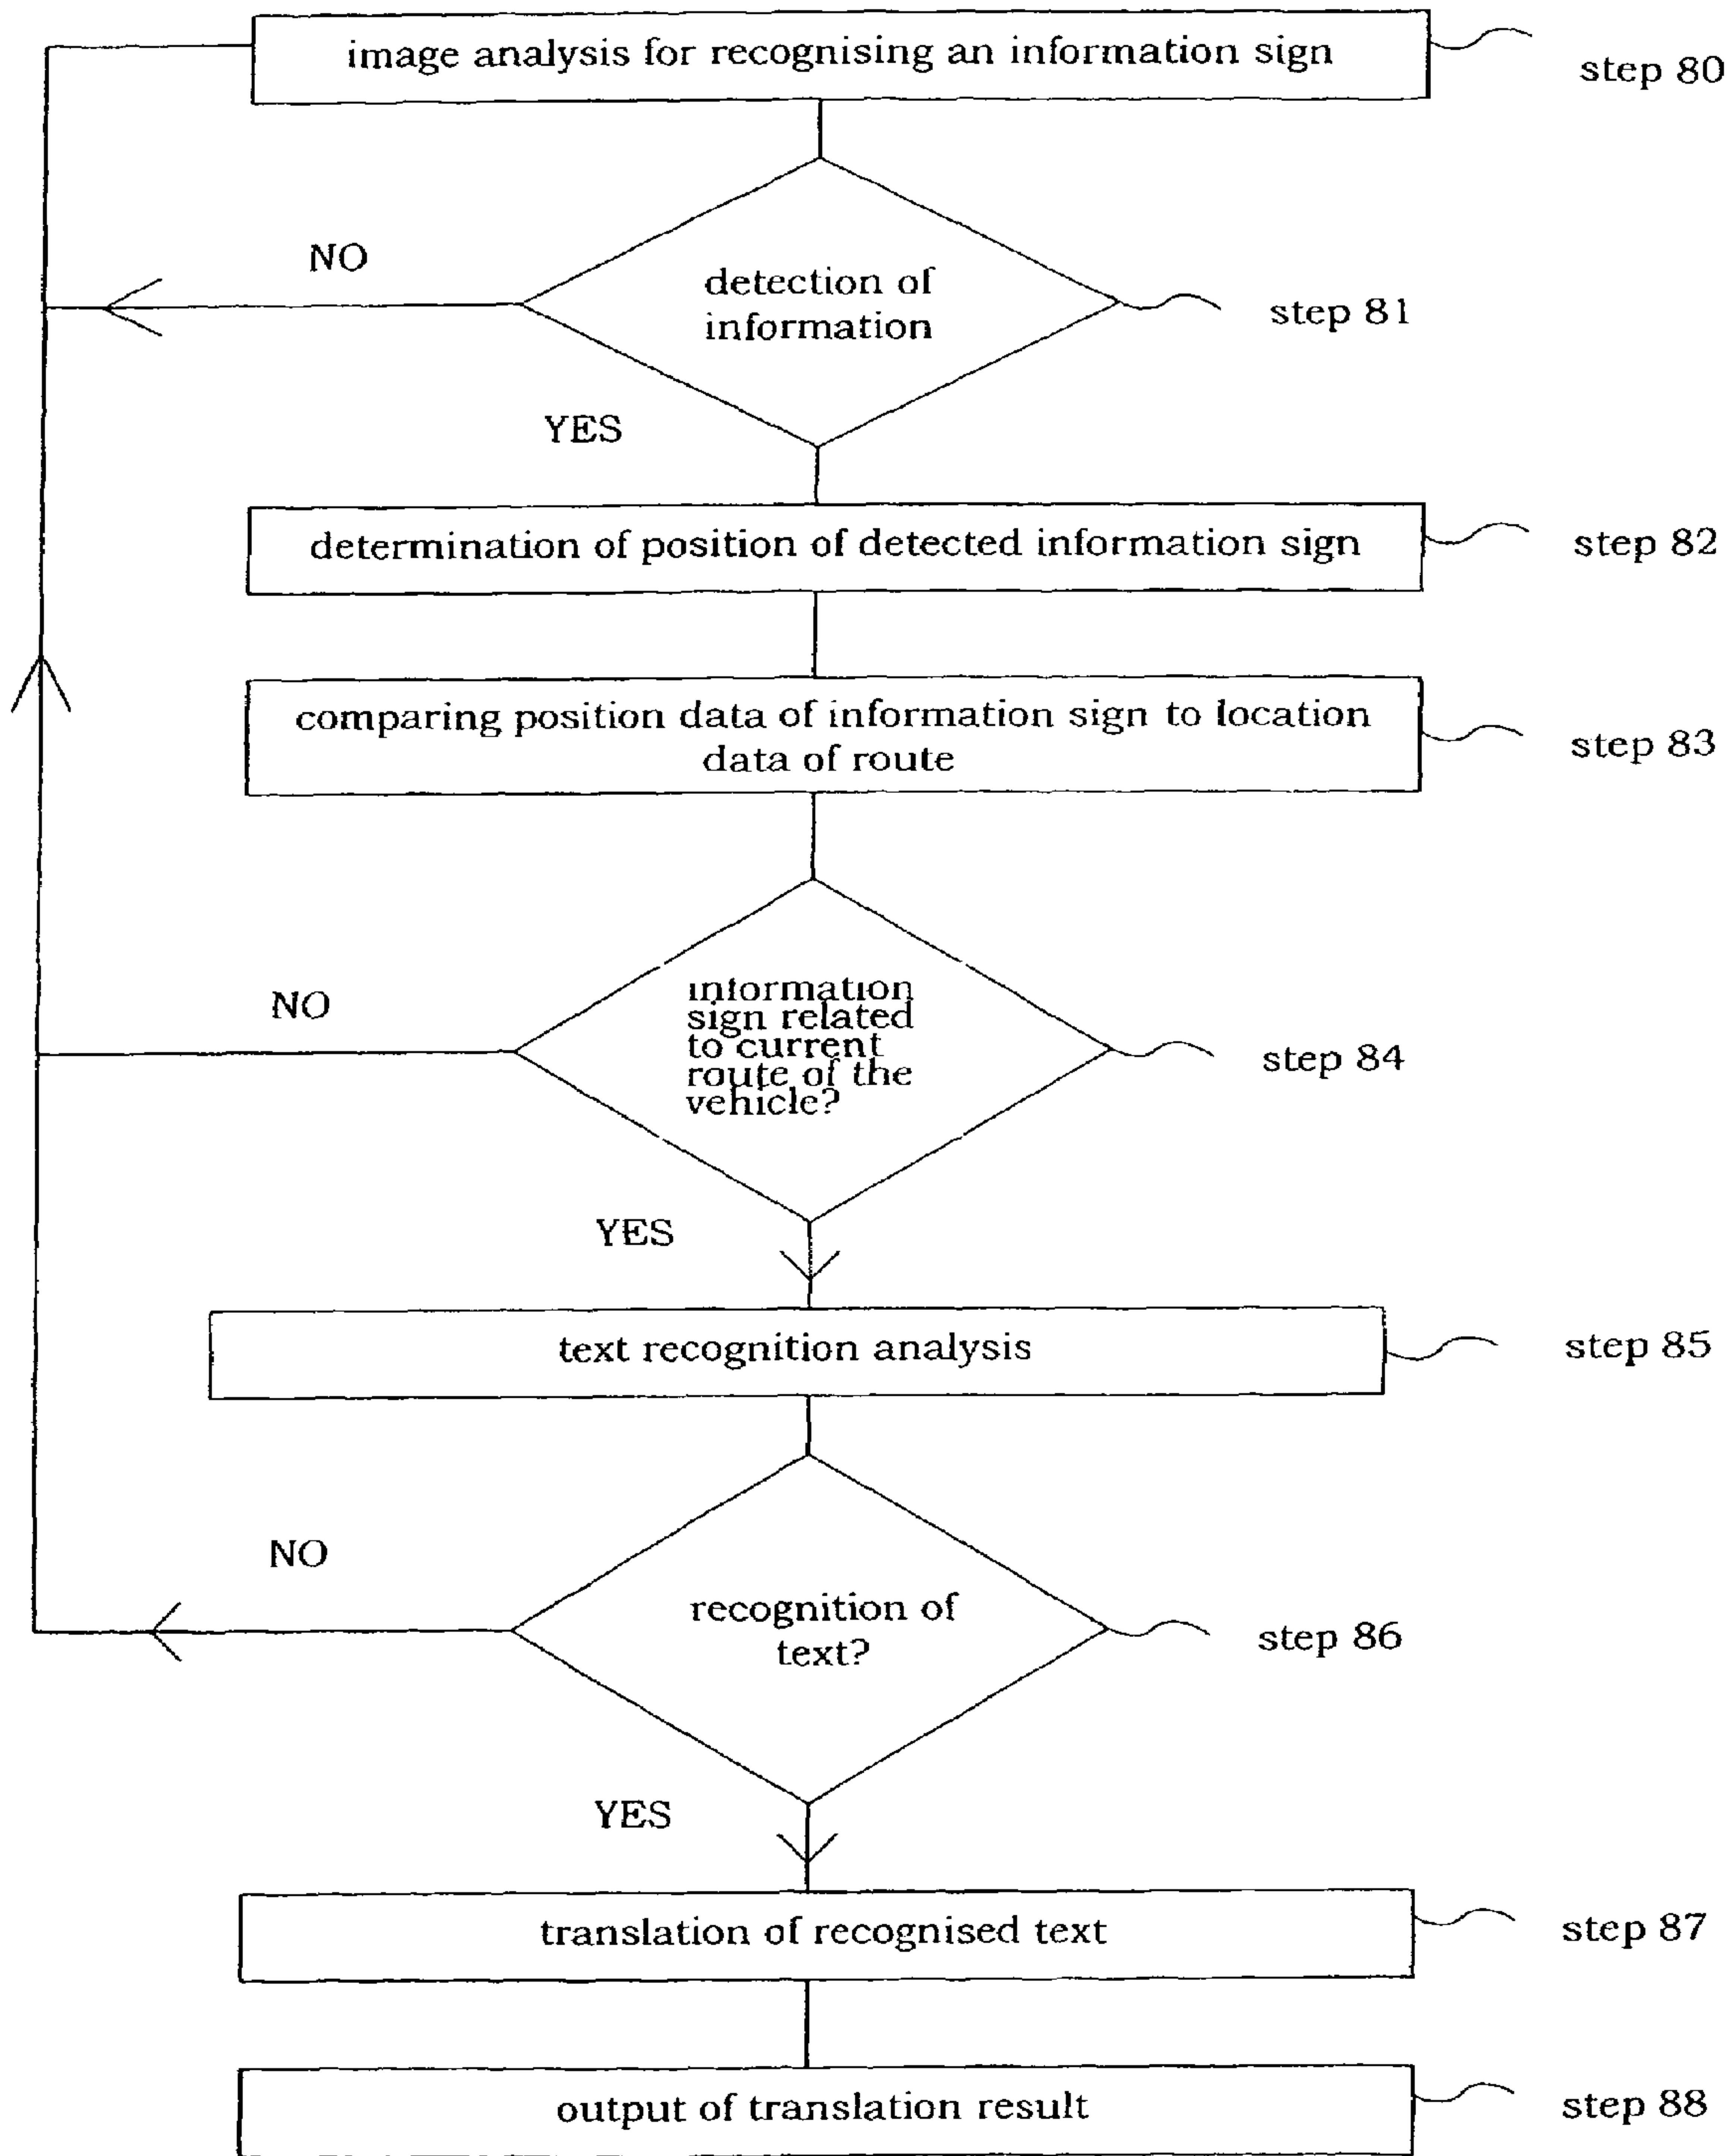 image analysis for recognising an information sign
step 80
NO
detection of
information
step 81
YES
determination of position of detected information sign
step 82
comparing position data of information sign to location
data of route
step 83
NO
information
sign related
to current
route of the
vehicle?
step 84
YES
text recognition analysis
step 85
NO
recognition of
text?
step 86
YES
translation of recognised text
step 87
output of translation result
step 88